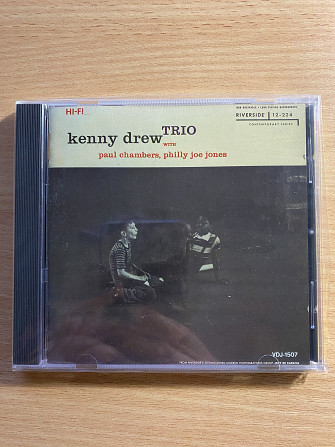 HI-FI
RIVERSIDE 12-224
CONTEMPORARY SERIES
kenny drew TRIO
WITH
paul chambers, philly joe jones
VDJ-1507